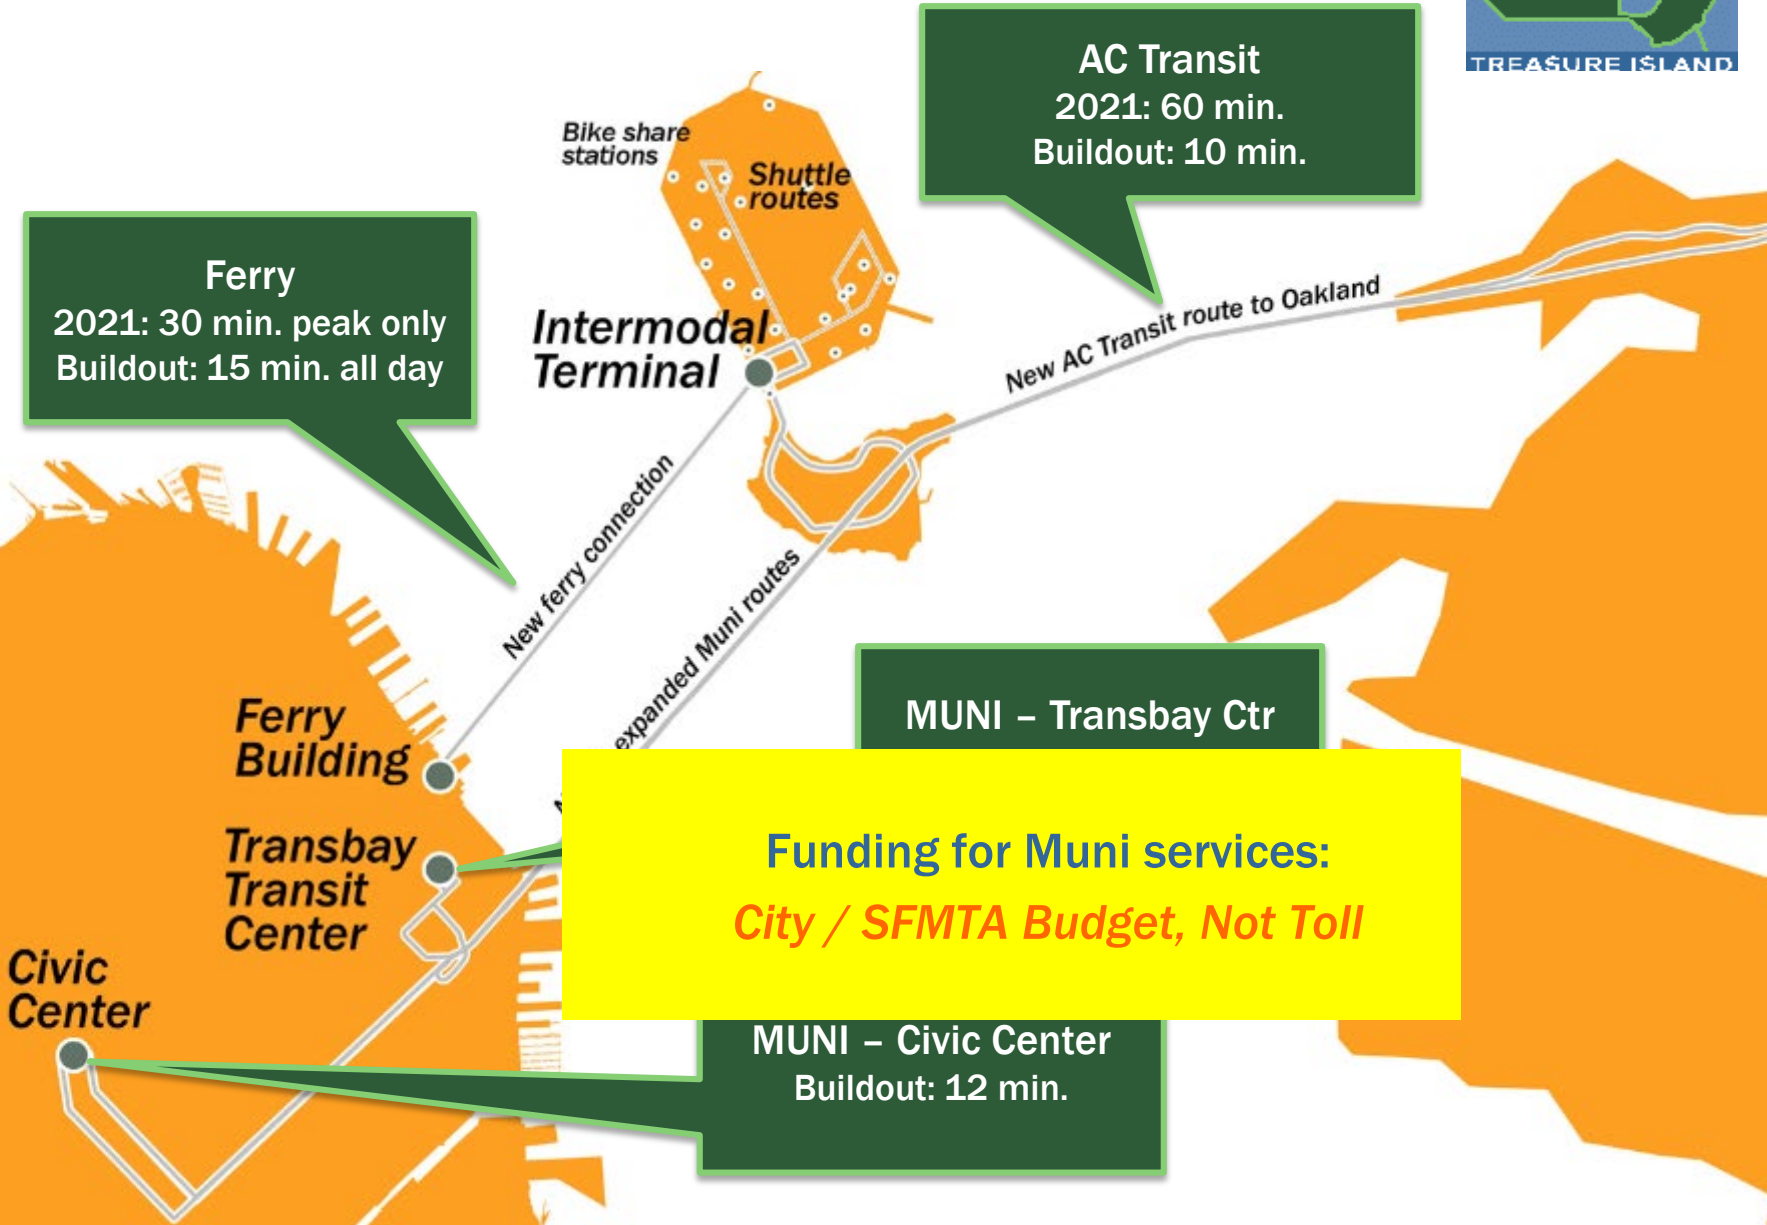 TREASURE ISLAND
AC Transit
2021: 60 min.
Buildout: 10 min.
Bike share
stations
Shuttle
routes
Ferry
2021: 30 min. peak only
Buildout: 15 min. all day
Intermodal
Terminal
New AC Transit route to Oakland
New ferry connection
expanded Muni routes
MUNI – Transbay Ctr
Ferry
Building
Funding for Muni services:
City / SFMTA Budget, Not Toll
Transbay
Transit
Center
Civic
Center
MUNI – Civic Center
Buildout: 12 min.